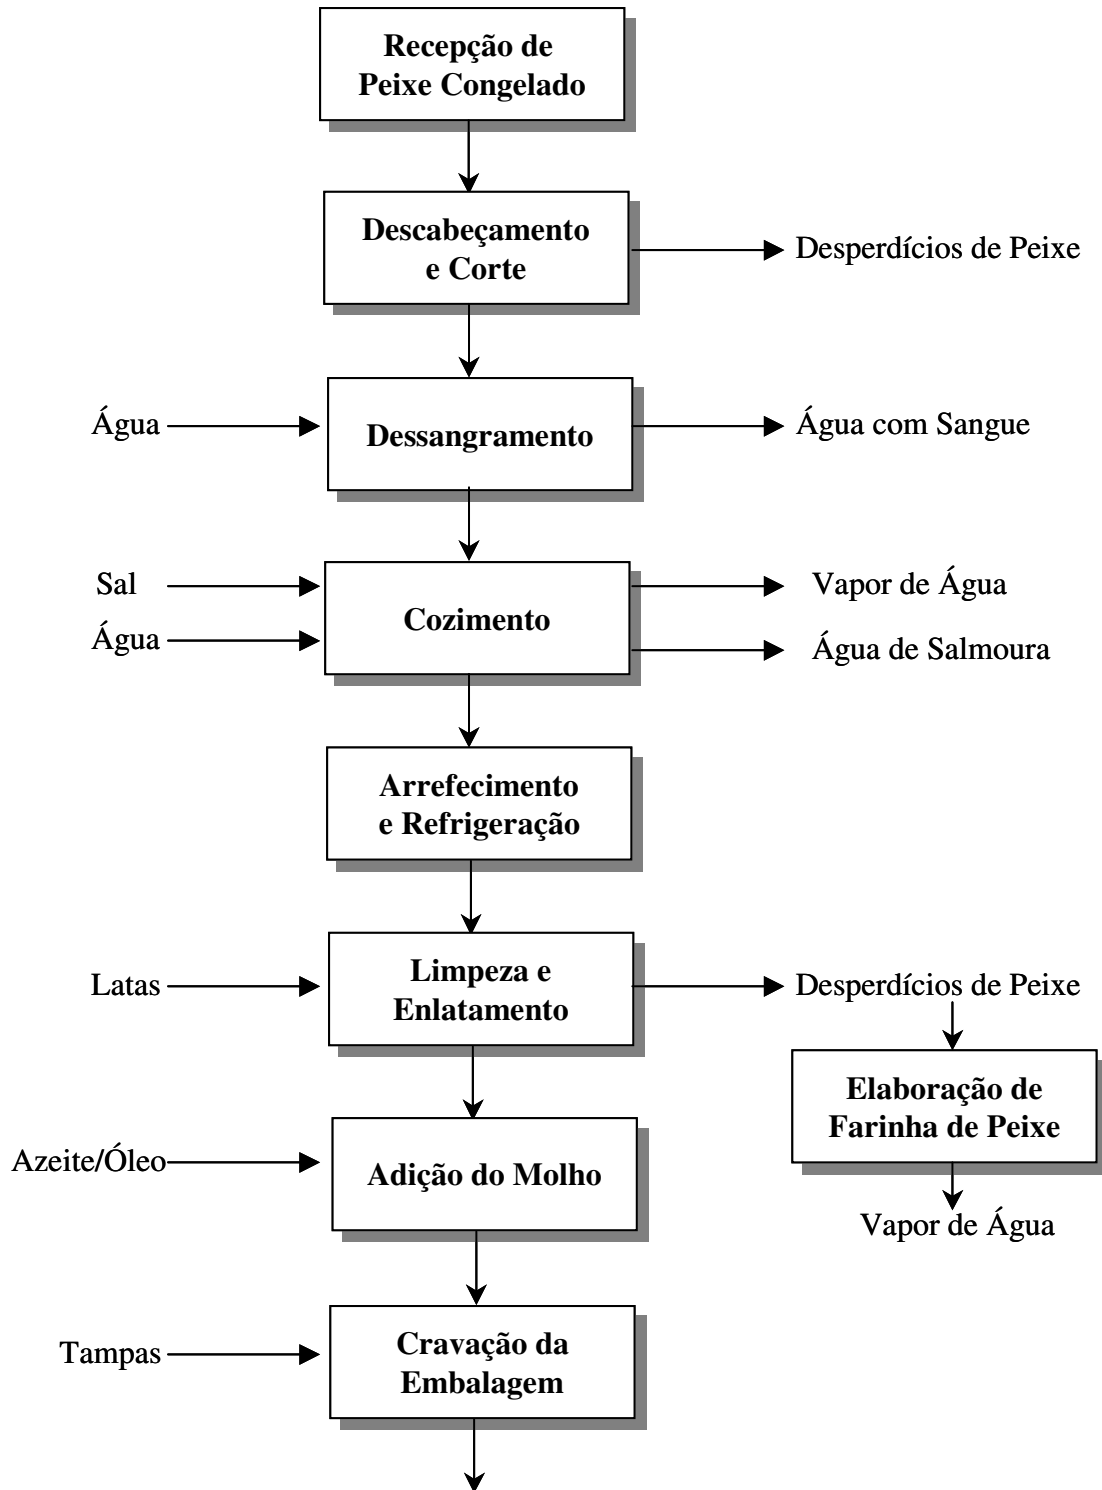 Recepção de
Peixe Congelado
Descabeçamento
e Corte
Desperdícios de Peixe
Água
Dessangramento
Água com Sangue
Sal
Água
Cozimento
Vapor de Água
Água de Salmoura
Arrefecimento
e Refrigeração
Latas
Limpeza e
Enlatamento
Desperdícios de Peixe
Elaboração de
Farinha de Peixe
Vapor de Água
Azeite/Óleo
Adição do Molho
Tampas
Cravação da
Embalagem